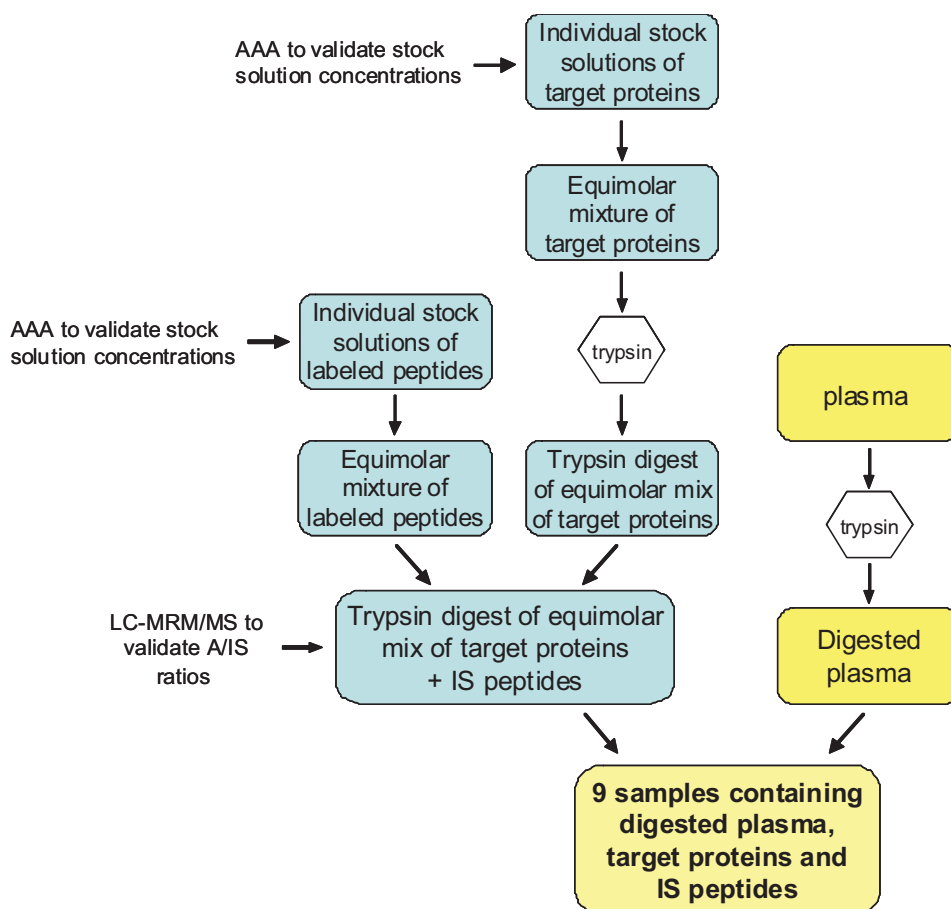 AAA to validate stock
solution concentrations
Individual stock
solutions of
target proteins
Equimolar
mixture of
target proteins
AAA to validate stock
solution concentrations
Individual stock
solutions of
labeled peptides
trypsin
plasma
Equimolar
mixture of
labeled peptides
Trypsin digest
of equimolar mix
of target proteins
trypsin
LC-MRM/MS to
validate A/IS
ratios
Trypsin digest of equimolar
mix of target proteins
+ IS peptides
Digested
plasma
9 samples containing
digested plasma,
target proteins and
IS peptides